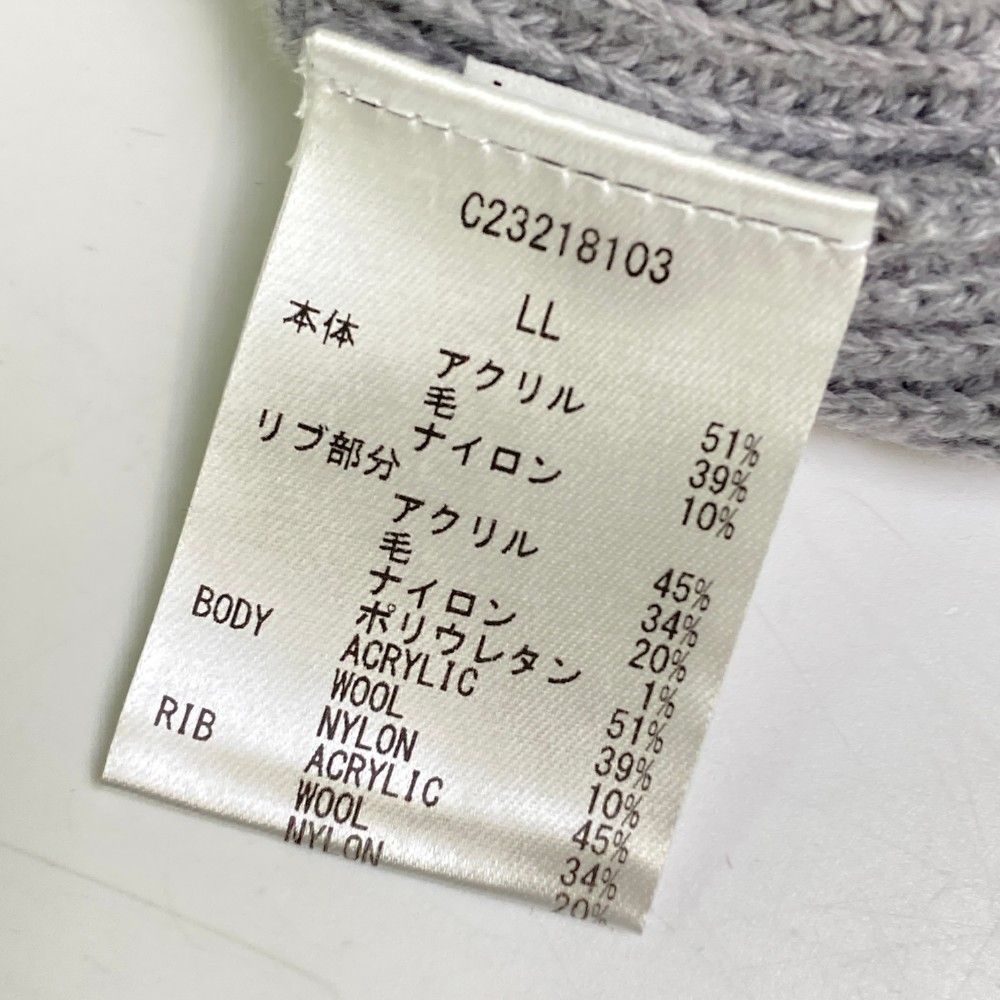 C23218103
LL
本体
アクリル 51%
毛 39%
ナイロン 10%
リブ部分
アクリル 45%
毛 34%
ナイロン 20%
ポリウレタン 1%
BODY ACRYLIC 51%
WOOL 39%
NYLON 10%
RIB ACRYLIC 45%
WOOL 34%
NYLON 20%